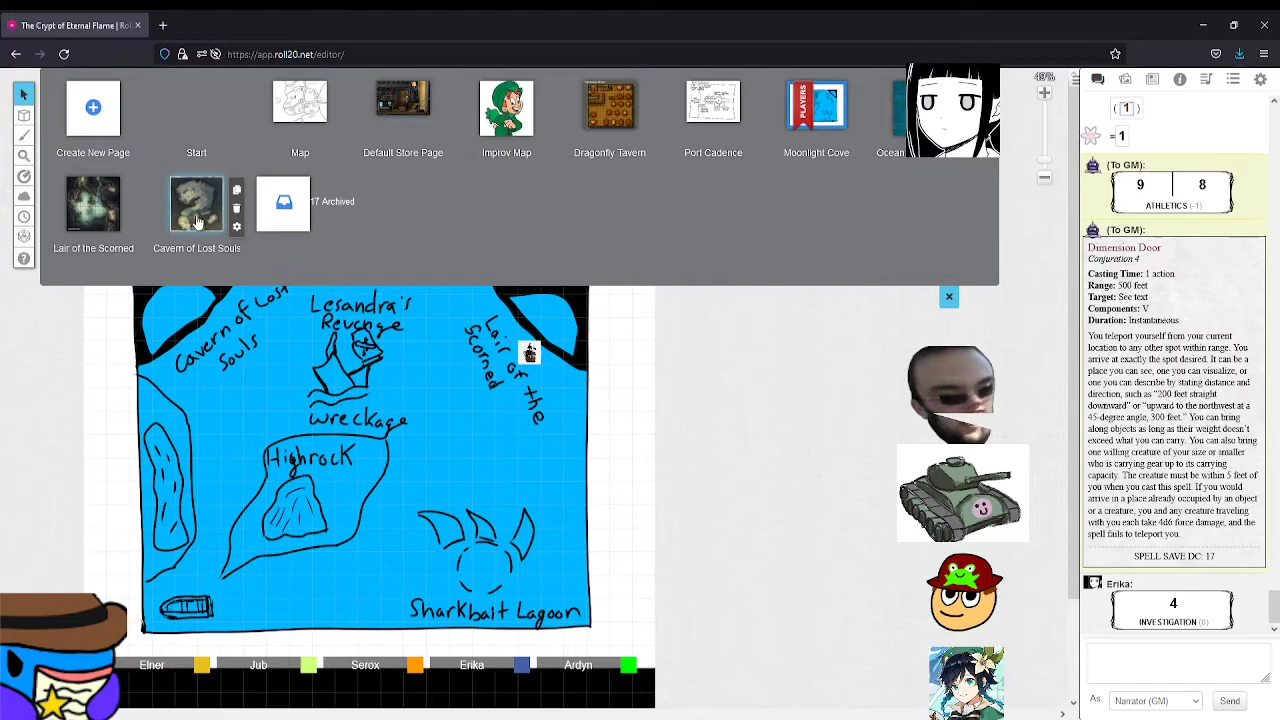 The Crypt of Eternal Flame | Roll
https://app.roll20.net/editor/
Create New Page
Start
Map
Default Store Page
Improv Map
Dragonfly Tavern
Port Cadence
PLAYERS
Moonlight Cove
Ocean
Lair of the Scorned
Cavern of Lost Souls
17 Archived
49%
Cavern of Lost Souls
Lesandra's Revenge
Wreckage
Lair of the Scorned
Highrock
Sharkbait Lagoon
Elner
Jub
Serox
Erika
Ardyn
( 1 )
= 1
(To GM):
9 8
ATHLETICS (-1)
(To GM):
Dimension Door
Conjuration 4
Casting Time: 1 action
Range: 500 feet
Target: See text
Components: V
Duration: Instantaneous
You teleport yourself from your
current location to any other spot within range. You
arrive at exactly the spot desired. It can be a
place you can see, one you can visualize, or
one you can describe by stating distance and
direction, such as "200 feet straight
downward" or "upward to the northwest at a
45-degree angle, 300 feet." You can bring
along objects as long as their weight doesn't
exceed what you can carry. You can also bring
one willing creature of your size or smaller
who is carrying gear up to its carrying
capacity. The creature must be within 5 feet of
you when you cast this spell. If you would
arrive in a place already occupied by an object
or a creature, you and any creature traveling
with you each take 4d6 force damage, and the
spell fails to teleport you.
SPELL SAVE DC: 17
Erika:
4
INVESTIGATION (0)
As:
Narrator (GM)
Send